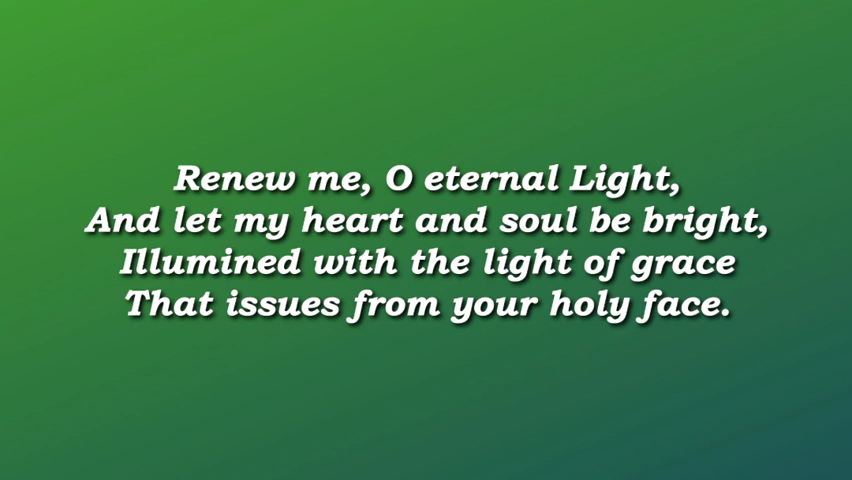 Renew me, O eternal Light,
And let my heart and soul be bright,
Illumined with the light of grace
That issues from your holy face.